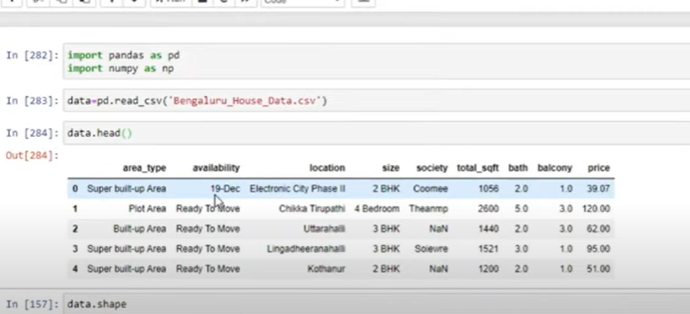 Code
In [282]: import pandas as pd
import numpy as np
In [283]: data=pd.read_csv('Bengaluru_House_Data.csv')
In [284]: data.head()
Out[284]:
area_type availability location size society total_sqft bath balcony price
0 Super built-up Area 19-Dec Electronic City Phase II 2 BHK Coomee 1056 2.0 1.0 39.07
1 Plot Area Ready To Move Chikka Tirupathi 4 Bedroom Theanmp 2600 5.0 3.0 120.00
2 Built-up Area Ready To Move Uttarahalli 3 BHK NaN 1440 2.0 3.0 62.00
3 Super built-up Area Ready To Move Lingadheeranahalli 3 BHK Soiewre 1521 3.0 1.0 95.00
4 Super built-up Area Ready To Move Kothanur 2 BHK NaN 1200 2.0 1.0 51.00
In [157]: data.shape